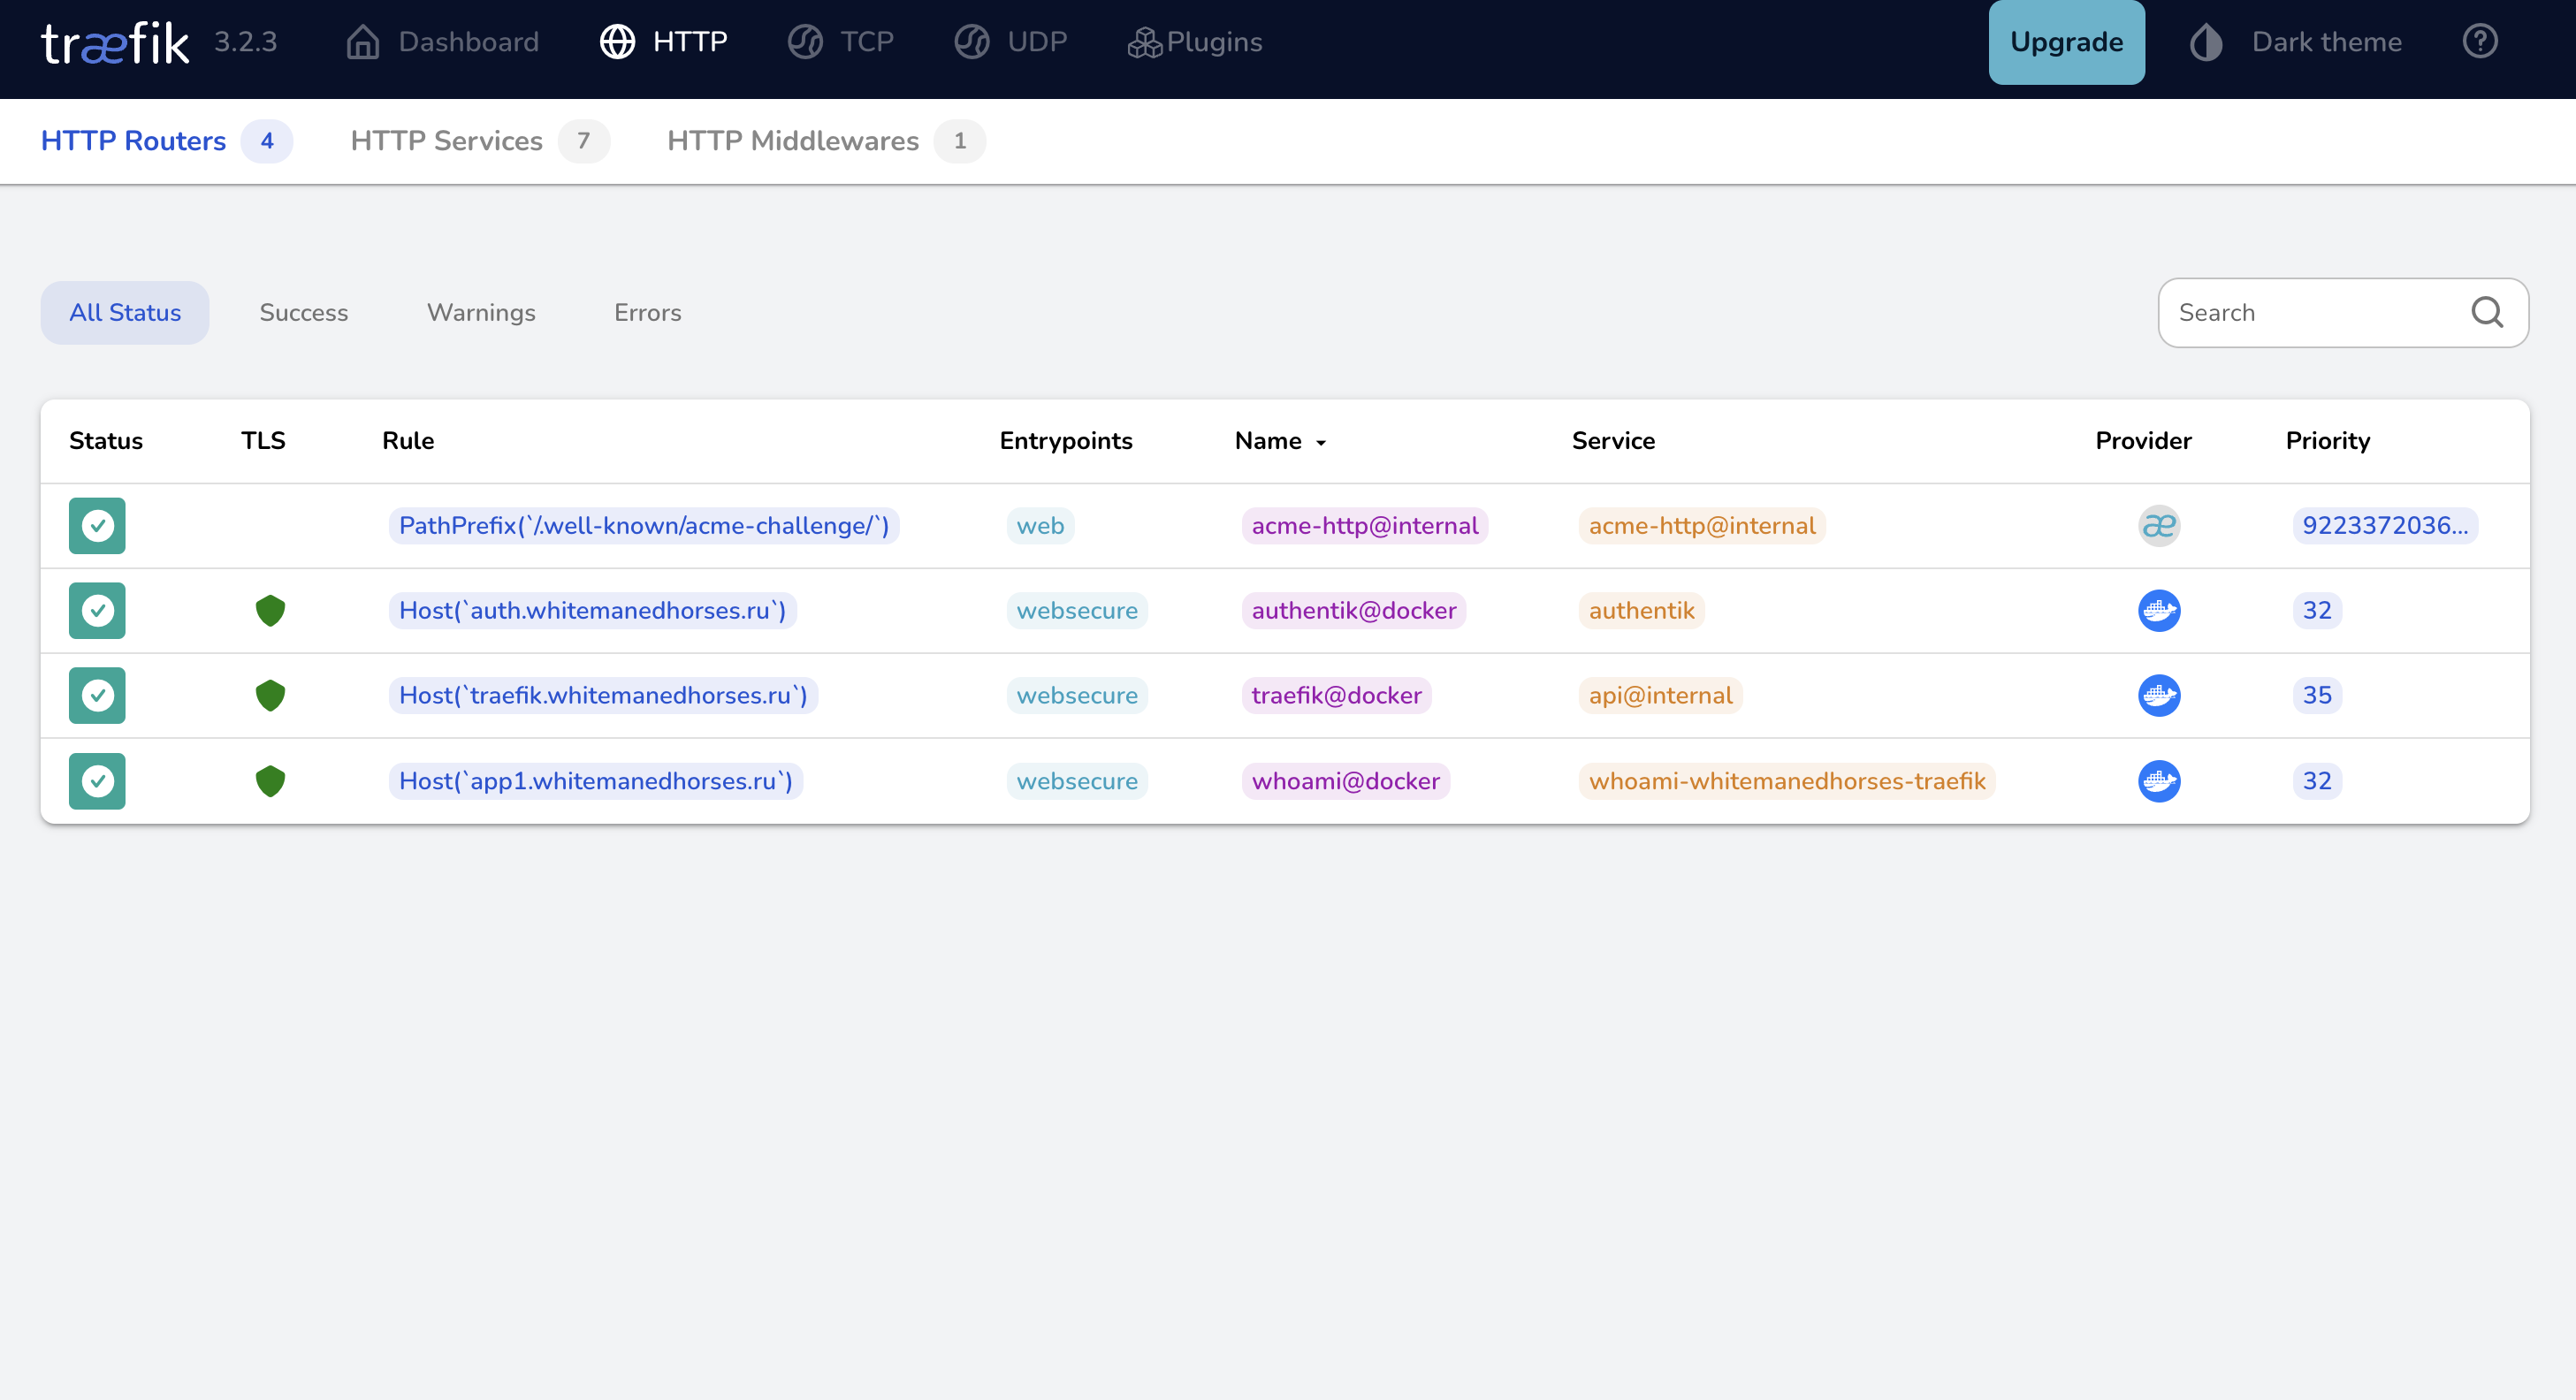 træfik 3.2.3 Dashboard HTTP TCP UDP Plugins Upgrade Dark theme
HTTP Routers 4 HTTP Services 7 HTTP Middlewares 1
All Status Success Warnings Errors Search
Status TLS Rule Entrypoints Name Service Provider Priority
PathPrefix(`/.well-known/acme-challenge/`) web acme-http@internal acme-http@internal æ 9223372036...
Host(`auth.whitemanedhorses.ru`) websecure authentik@docker authentik 32
Host(`traefik.whitemanedhorses.ru`) websecure traefik@docker api@internal 35
Host(`app1.whitemanedhorses.ru`) websecure whoami@docker whoami-whitemanedhorses-traefik 32